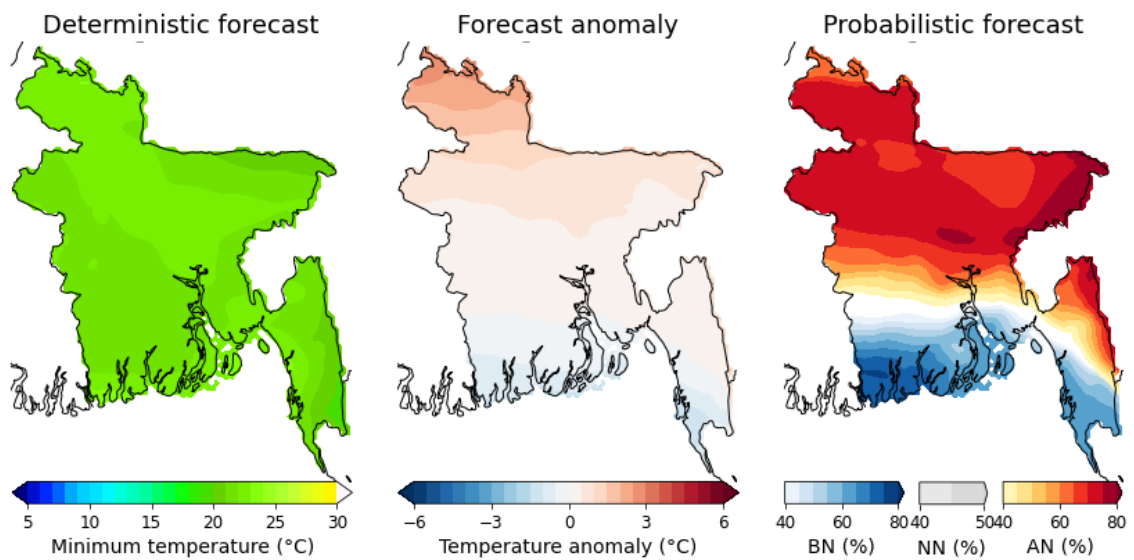 Deterministic forecast
Forecast anomaly
Probabilistic forecast
5 10 15 20 25 30
Minimum temperature (°C)
−6 −3 0 3 6
Temperature anomaly (°C)
40 60 80
BN (%)
40 50
NN (%)
40 60 80
AN (%)